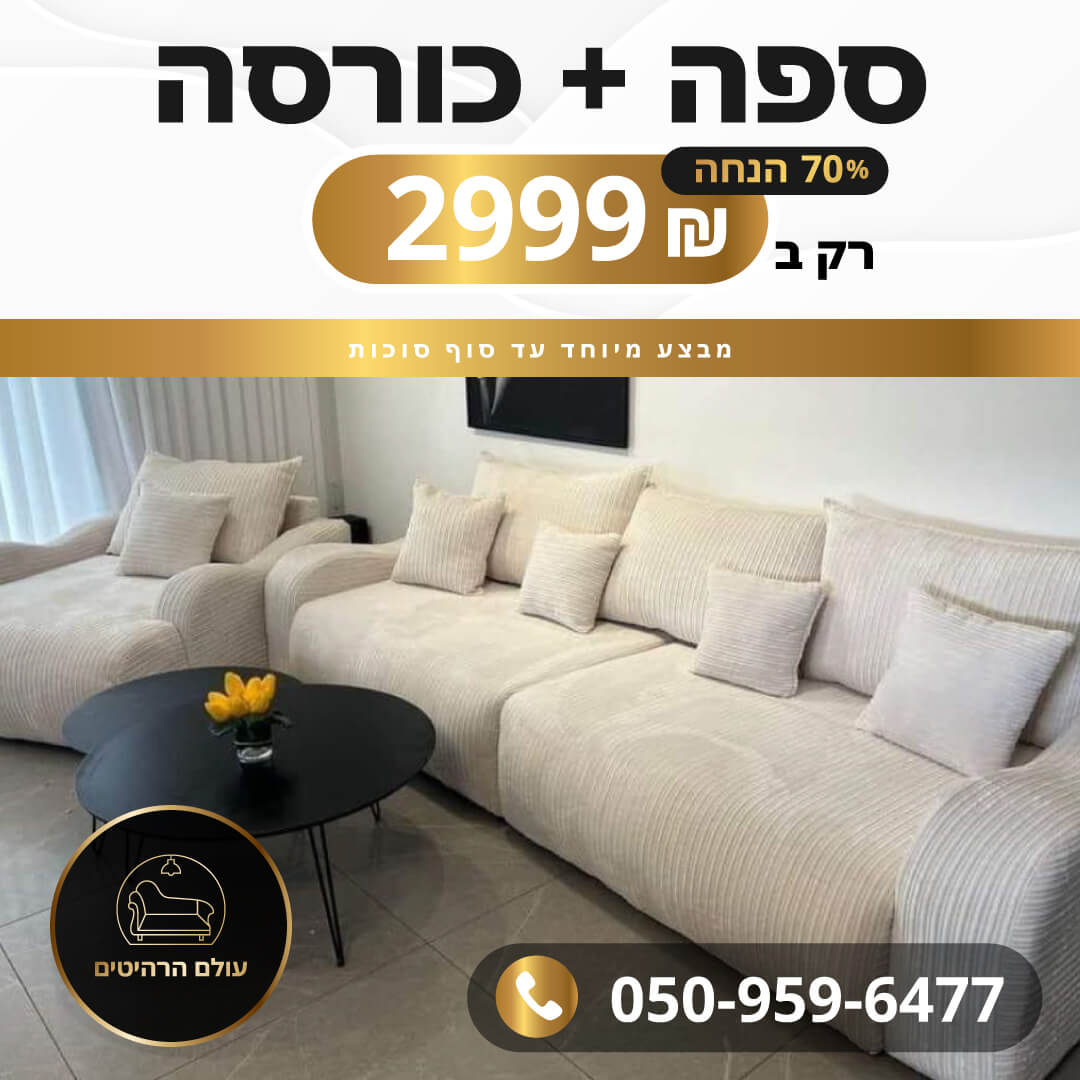 ספה + כורסה
70% הנחה
רק ב
₪ 2999
מבצע מיוחד עד סוף סוכות
עולם הרהיטים
050-959-6477